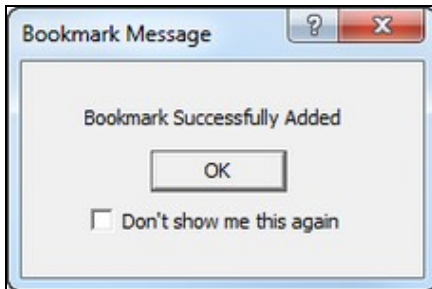 Bookmark Message
?
Bookmark Successfully Added
OK
Don't show me this again